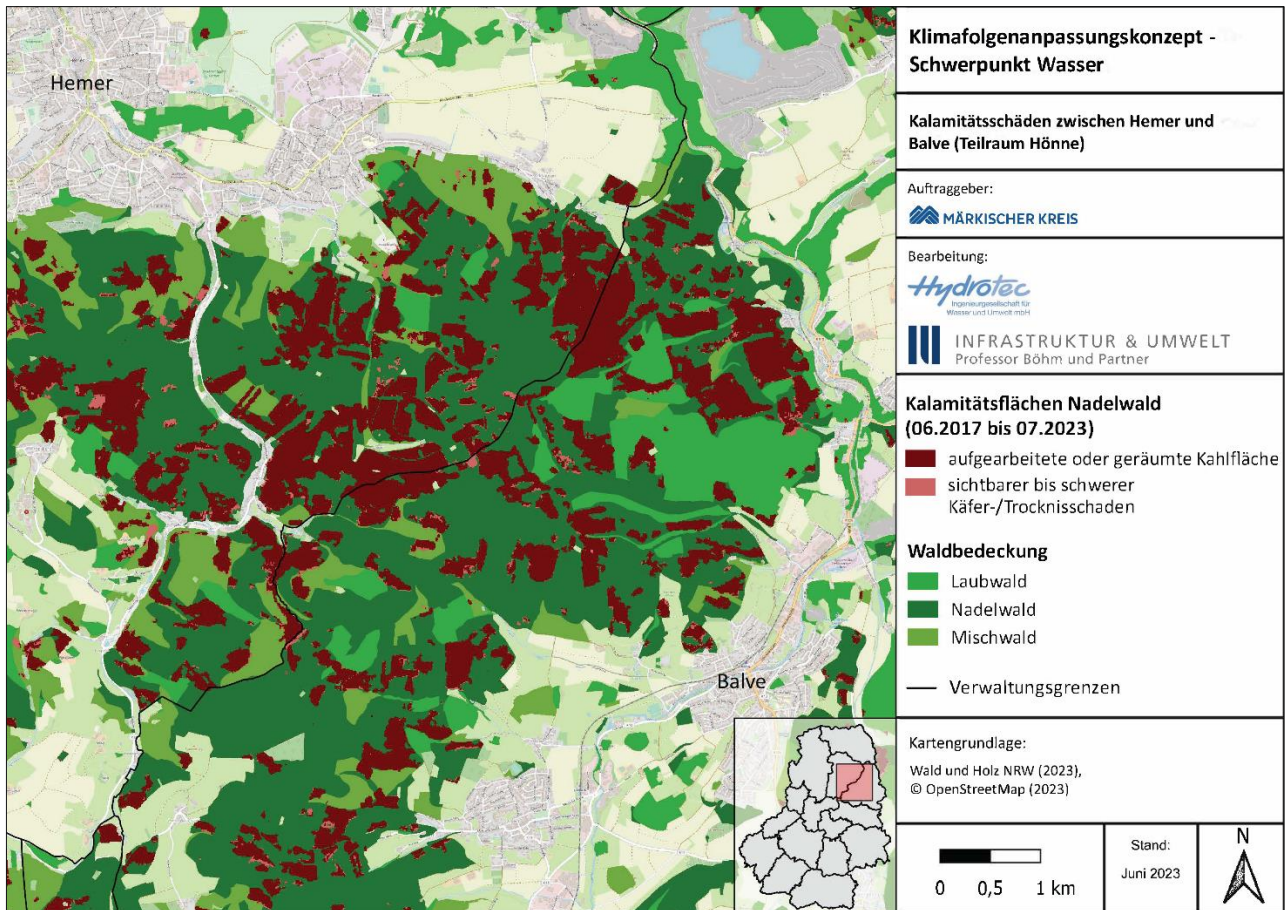 Hemer
Balve
Klimafolgenanpassungskonzept -
Schwerpunkt Wasser
Kalamitätsschäden zwischen Hemer und
Balve (Teilraum Hönne)
Auftraggeber:
MÄRKISCHER KREIS
Bearbeitung:
Hydrotec
Ingenieurgesellschaft für
Wasser und Umwelt mbH
INFRASTRUKTUR & UMWELT
Professor Böhm und Partner
Kalamitätsflächen Nadelwald
(06.2017 bis 07.2023)
aufgearbeitete oder geräumte Kahlfläche
sichtbarer bis schwerer
Käfer-/Trocknisschaden
Waldbedeckung
Laubwald
Nadelwald
Mischwald
Verwaltungsgrenzen
Kartengrundlage:
Wald und Holz NRW (2023),
© OpenStreetMap (2023)
0 0,5 1 km
Stand:
Juni 2023
N